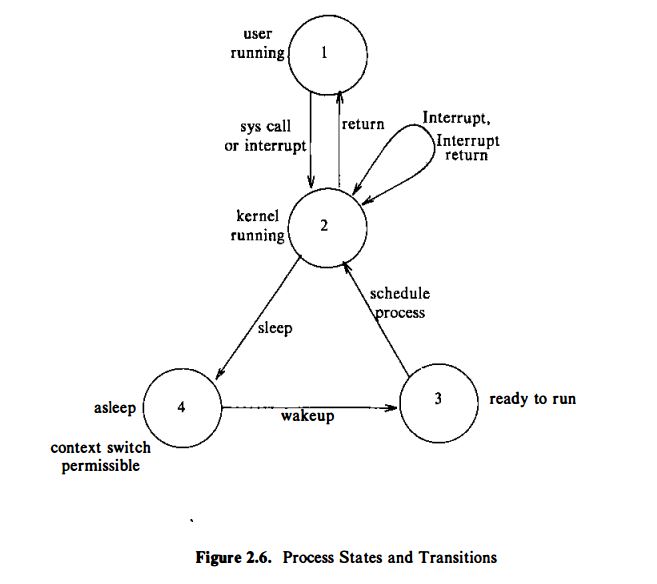 user
running
1
sys call
or interrupt
return
Interrupt,
Interrupt
return
kernel
running
2
schedule
process
sleep
asleep
4
wakeup
3
ready to run
context switch
permissible
Figure 2.6. Process States and Transitions